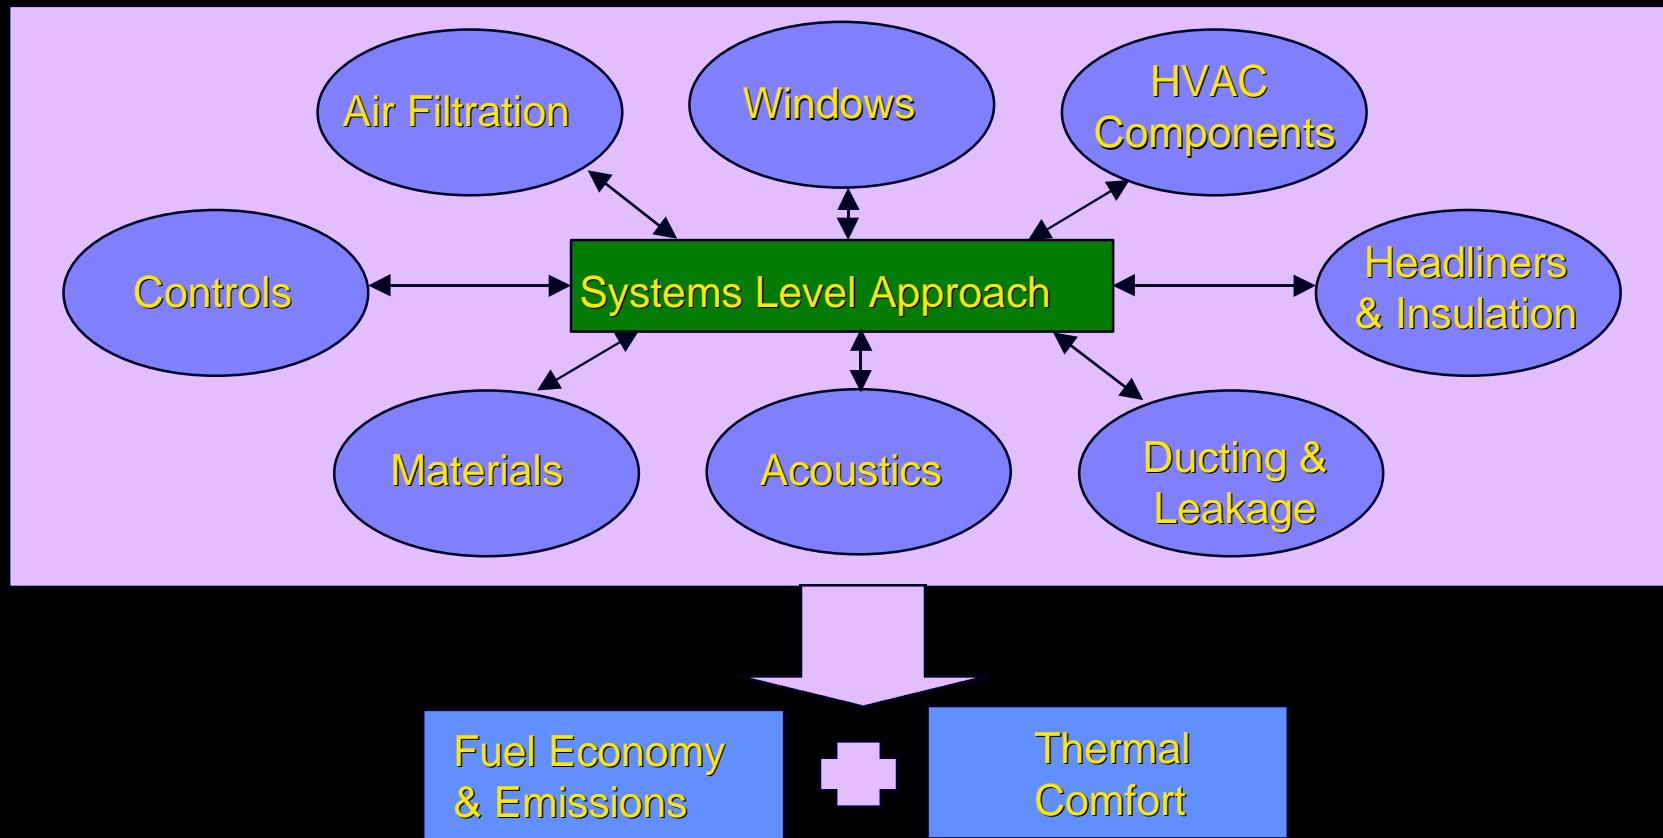 Air Filtration
Windows
HVAC
Components
Controls
Systems Level Approach
Headliners
& Insulation
Materials
Acoustics
Ducting &
Leakage
Fuel Economy
& Emissions
Thermal
Comfort